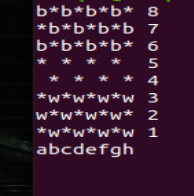 b*b*b*b* 8
*b*b*b*b 7
b*b*b*b* 6
* * * *  5
 * * * * 4
*w*w*w*w 3
w*w*w*w* 2
*w*w*w*w 1
abcdefgh